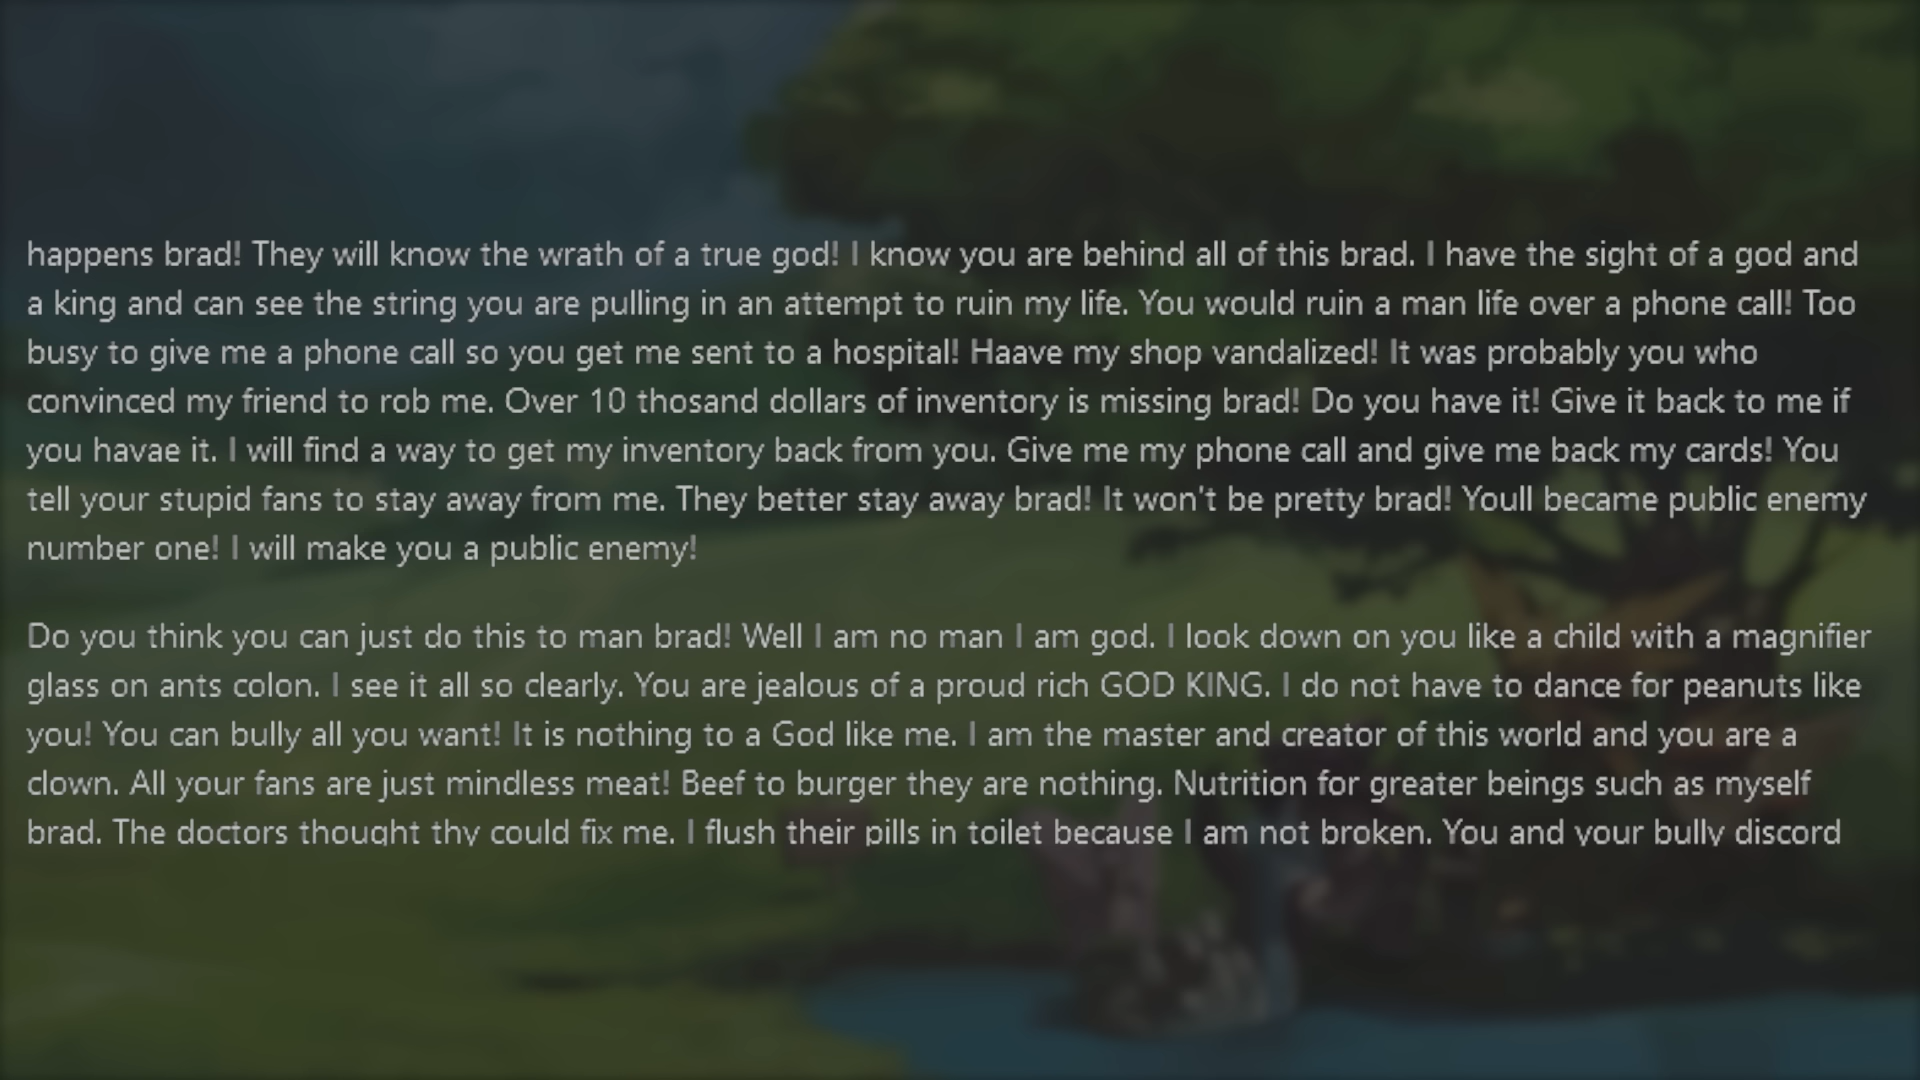 happens brad! They will know the wrath of a true god! I know you are behind all of this brad. I have the sight of a god and
a king and can see the string you are pulling in an attempt to ruin my life. You would ruin a man life over a phone call! Too
busy to give me a phone call so you get me sent to a hospital! Haave my shop vandalized! It was probably you who
convinced my friend to rob me. Over 10 thosand dollars of inventory is missing brad! Do you have it! Give it back to me if
you havae it. I will find a way to get my inventory back from you. Give me my phone call and give me back my cards! You
tell your stupid fans to stay away from me. They better stay away brad! It won't be pretty brad! Youll became public enemy
number one! I will make you a public enemy!
Do you think you can just do this to man brad! Well I am no man I am god. I look down on you like a child with a magnifier
glass on ants colon. I see it all so clearly. You are jealous of a proud rich GOD KING. I do not have to dance for peanuts like
you! You can bully all you want! It is nothing to a God like me. I am the master and creator of this world and you are a
clown. All your fans are just mindless meat! Beef to burger they are nothing. Nutrition for greater beings such as myself
brad. The doctors thought thy could fix me. I flush their pills in toilet because I am not broken. You and your bully discord